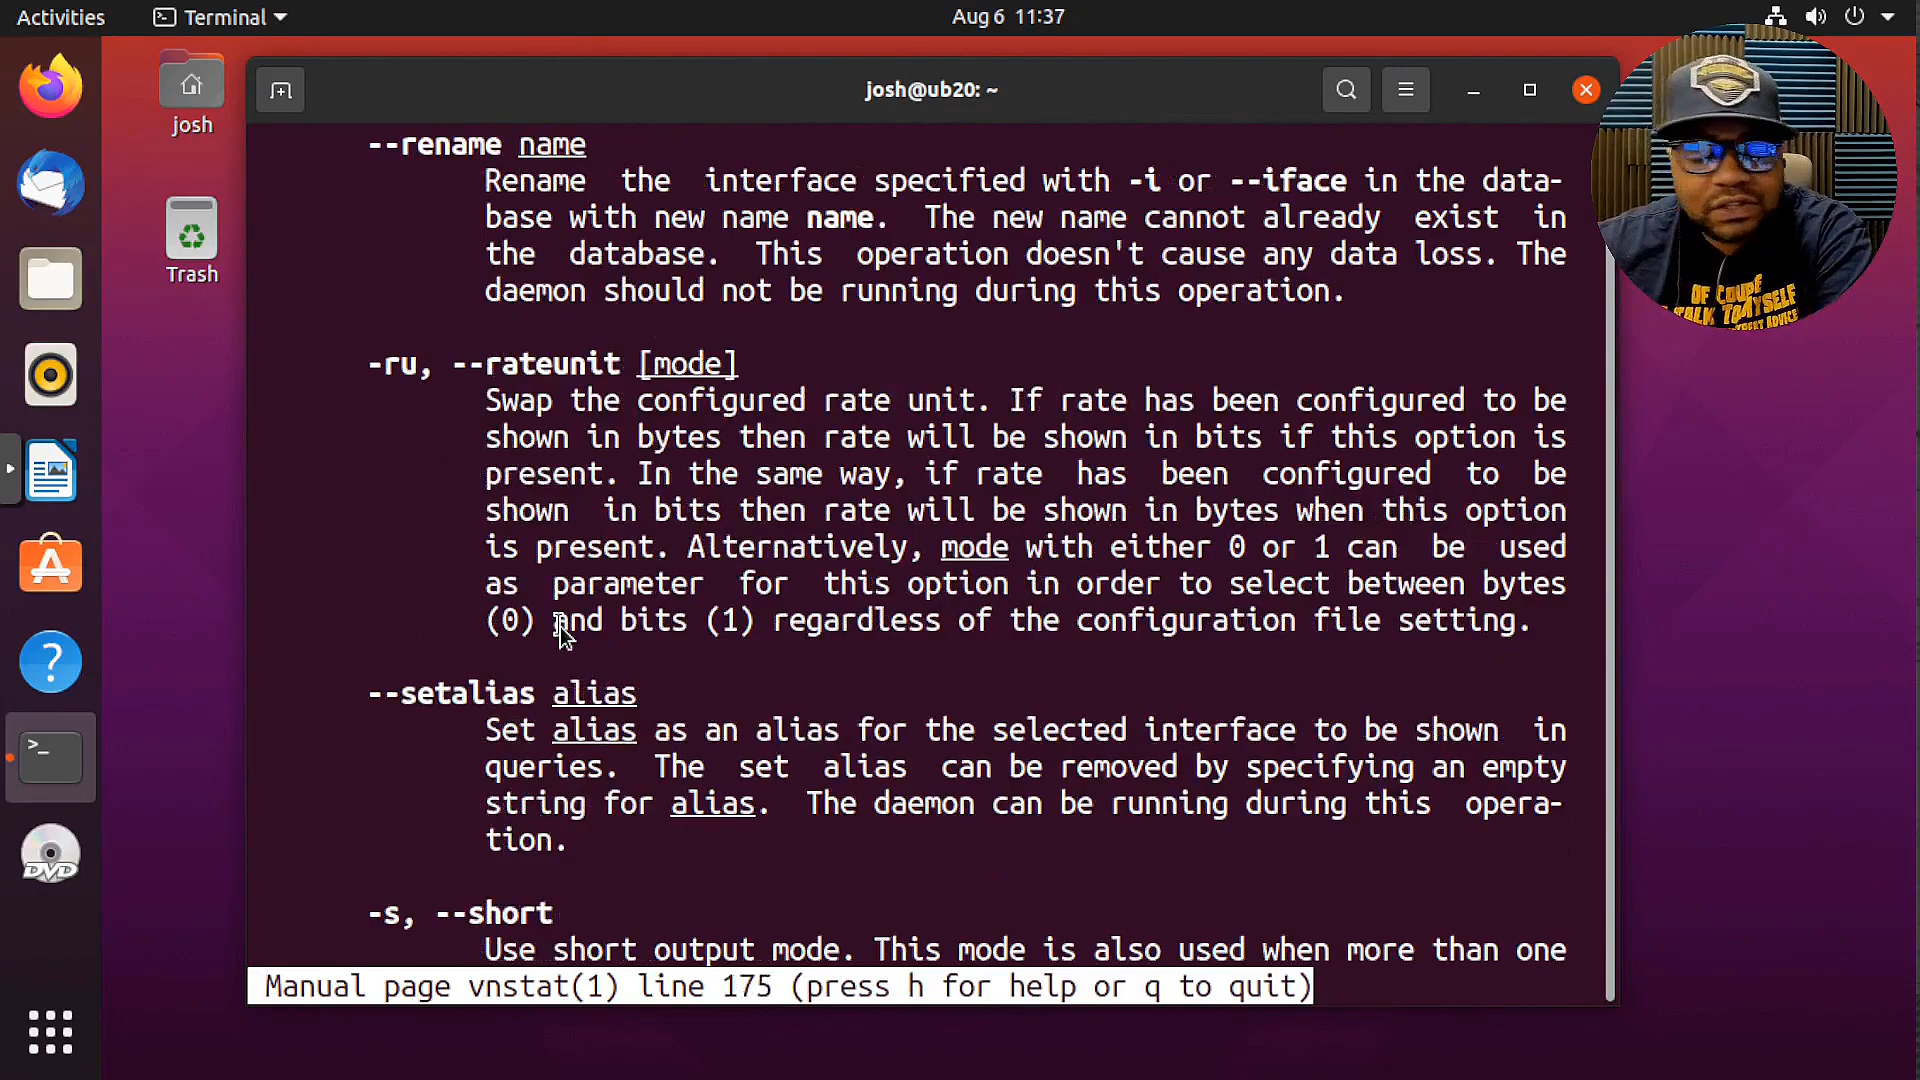 Activities
Terminal
Aug 6 11:37
josh
Trash
josh@ub20: ~
--rename name
Rename the interface specified with -i or --iface in the data-
base with new name name. The new name cannot already exist in
the database. This operation doesn't cause any data loss. The
daemon should not be running during this operation.
-ru, --rateunit [mode]
Swap the configured rate unit. If rate has been configured to be
shown in bytes then rate will be shown in bits if this option is
present. In the same way, if rate has been configured to be
shown in bits then rate will be shown in bytes when this option
is present. Alternatively, mode with either 0 or 1 can be used
as parameter for this option in order to select between bytes
(0) and bits (1) regardless of the configuration file setting.
--setalias alias
Set alias as an alias for the selected interface to be shown in
queries. The set alias can be removed by specifying an empty
string for alias. The daemon can be running during this opera-
tion.
-s, --short
Use short output mode. This mode is also used when more than one
Manual page vnstat(1) line 175 (press h for help or q to quit)
DVD
OF COURSE
I TALK TO MYSELF
EXPERT ADVICE